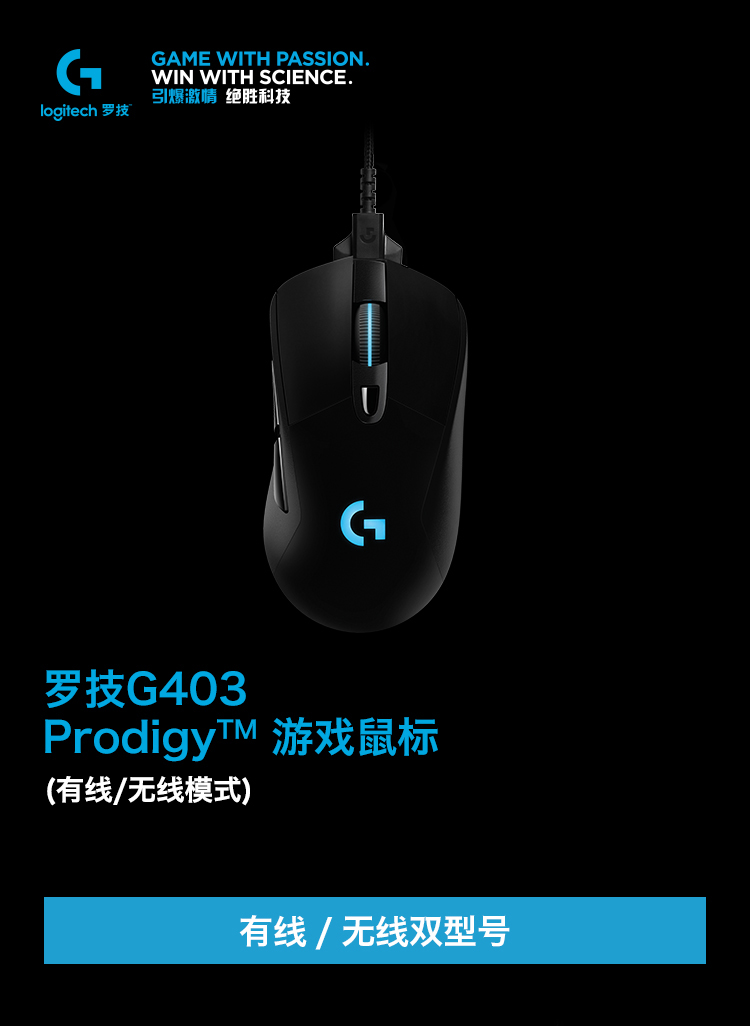 GAME WITH PASSION.
WIN WITH SCIENCE.
引爆激情 绝胜科技
logitech 罗技
罗技G403
Prodigy™ 游戏鼠标
(有线/无线模式)
有线 / 无线双型号